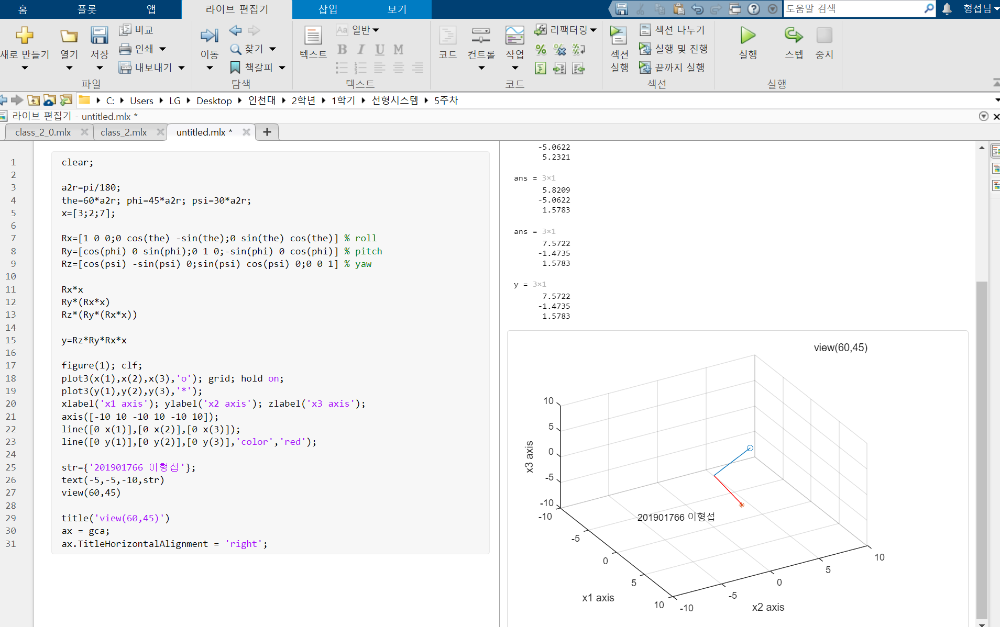 홈 플롯 앱 라이브 편집기 삽입 보기 도움말 검색 형섭님
새로 만들기 열기 저장 비교 인쇄 내보내기 파일
이동 찾기 책갈피 탐색
텍스트 Aa 일반 B I U M 텍스트
코드 컨트롤 작업 리팩터링 코드
섹션 실행 섹션 나누기 실행 및 진행 끝까지 실행 섹션
실행 스텝 중지 실행
C: Users LG Desktop 인천대 2학년 1학기 선형시스템 5주차
라이브 편집기 - untitled.mlx *
class_2_0.mlx class_2.mlx untitled.mlx * +
1 clear;
2
3 a2r=pi/180;
4 the=60*a2r; phi=45*a2r; psi=30*a2r;
5 x=[3;2;7];
6
7 Rx=[1 0 0;0 cos(the) -sin(the);0 sin(the) cos(the)] % roll
8 Ry=[cos(phi) 0 sin(phi);0 1 0;-sin(phi) 0 cos(phi)] % pitch
9 Rz=[cos(psi) -sin(psi) 0;sin(psi) cos(psi) 0;0 0 1] % yaw
10
11 Rx*x
12 Ry*(Rx*x)
13 Rz*(Ry*(Rx*x))
14
15 y=Rz*Ry*Rx*x
16
17 figure(1); clf;
18 plot3(x(1),x(2),x(3),'o'); grid; hold on;
19 plot3(y(1),y(2),y(3),'*');
20 xlabel('x1 axis'); ylabel('x2 axis'); zlabel('x3 axis');
21 axis([-10 10 -10 10 -10 10]);
22 line([0 x(1)],[0 x(2)],[0 x(3)]);
23 line([0 y(1)],[0 y(2)],[0 y(3)],'color','red');
24
25 str={'201901766 이형섭'};
26 text(-5,-5,-10,str)
27 view(60,45)
28
29 title('view(60,45)')
30 ax = gca;
31 ax.TitleHorizontalAlignment = 'right';
-5.0622
5.2321
ans = 3×1
5.8209
-5.0622
1.5783
ans = 3×1
7.5722
-1.4735
1.5783
y = 3×1
7.5722
-1.4735
1.5783
view(60,45)
10
5
0
-5
-10
x3 axis
201901766 이형섭
-10
-5
0
5
10
x1 axis
-10
-5
0
5
10
x2 axis